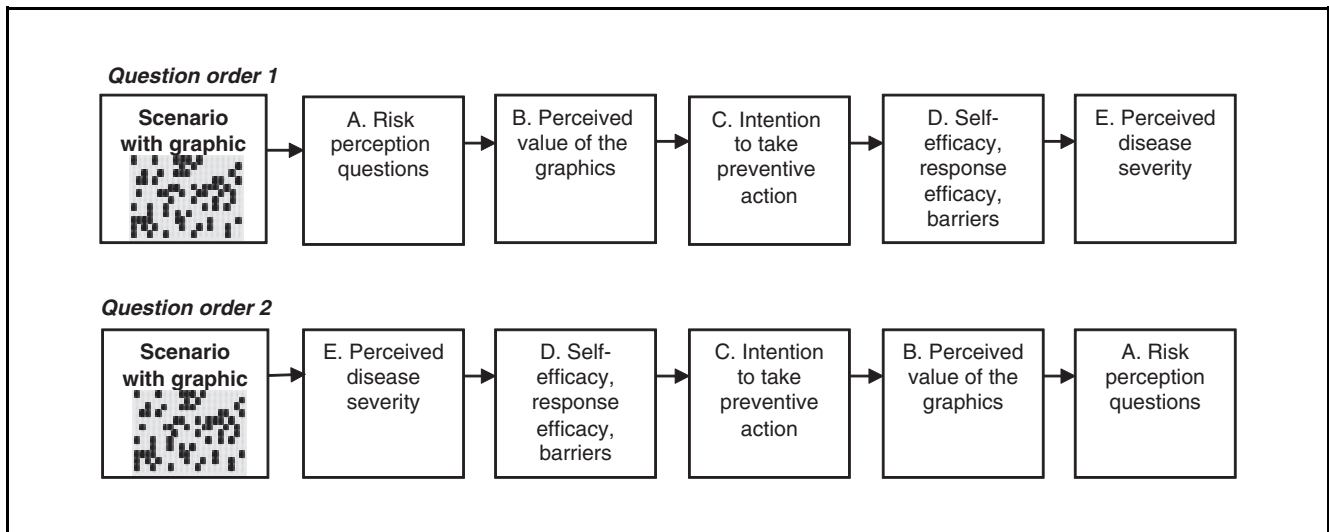 Question order 1
Scenario
with graphic
A. Risk
perception
questions
B. Perceived
value of the
graphics
C. Intention
to take
preventive
action
D. Self-
efficacy,
response
efficacy,
barriers
E. Perceived
disease
severity
Question order 2
Scenario
with graphic
E. Perceived
disease
severity
D. Self-
efficacy,
response
efficacy,
barriers
C. Intention
to take
preventive
action
B. Perceived
value of the
graphics
A. Risk
perception
questions